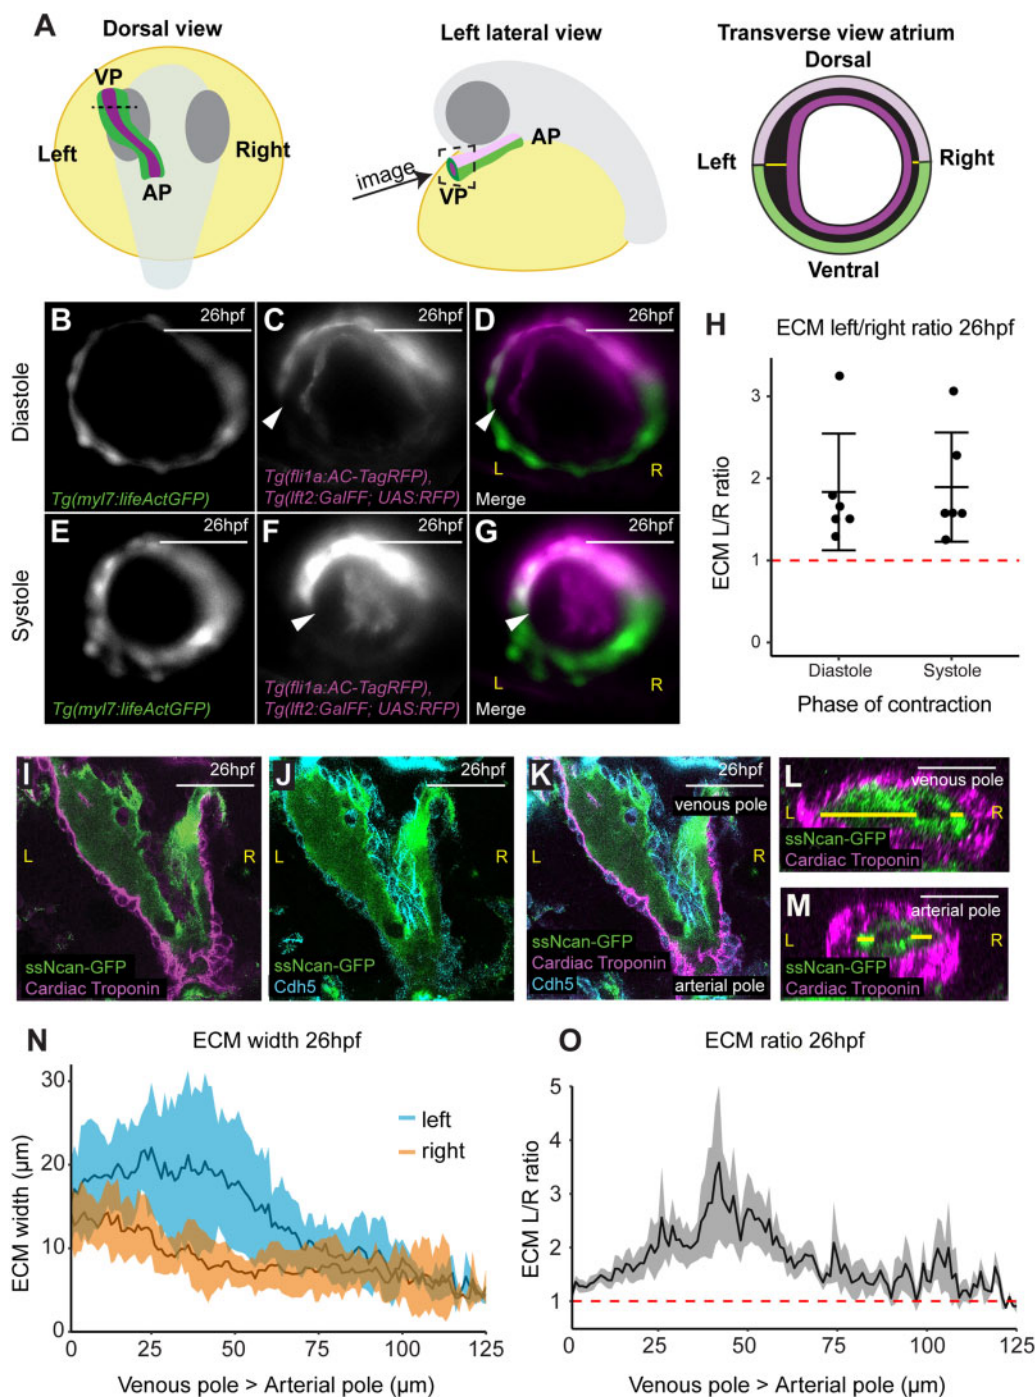 A
Dorsal view
VP
Left
Right
AP
Left lateral view
AP
image
VP
Transverse view atrium
Dorsal
Left
Right
Ventral
Diastole
B
26hpf
Tg(myl7:lifeActGFP)
C
26hpf
Tg(fli1a:AC-TagRFP),
Tg(lft2:GalFF; UAS:RFP)
D
26hpf
L
R
Merge
Systole
E
26hpf
Tg(myl7:lifeActGFP)
F
26hpf
Tg(fli1a:AC-TagRFP),
Tg(lft2:GalFF; UAS:RFP)
G
26hpf
L
R
Merge
H
ECM left/right ratio 26hpf
ECM L/R ratio
3
2
1
0
Diastole
Systole
Phase of contraction
I
26hpf
L
R
ssNcan-GFP
Cardiac Troponin
J
26hpf
ssNcan-GFP
Cdh5
K
26hpf
venous pole
L
R
ssNcan-GFP
Cardiac Troponin
Cdh5
arterial pole
L
venous pole
L
R
ssNcan-GFP
Cardiac Troponin
M
arterial pole
L
R
ssNcan-GFP
Cardiac Troponin
N
ECM width 26hpf
ECM width (µm)
30
20
10
0
left
right
0
25
50
75
100
125
Venous pole > Arterial pole (µm)
O
ECM ratio 26hpf
ECM L/R ratio
5
4
3
2
1
0
25
50
75
100
125
Venous pole > Arterial pole (µm)